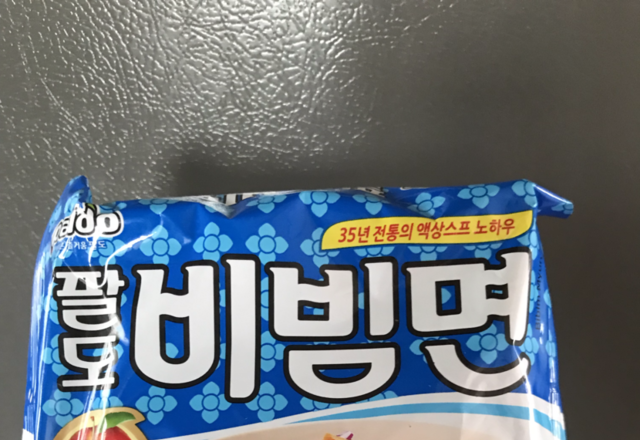 35년 전통의 액상스프 노하우
팔도
비빔면